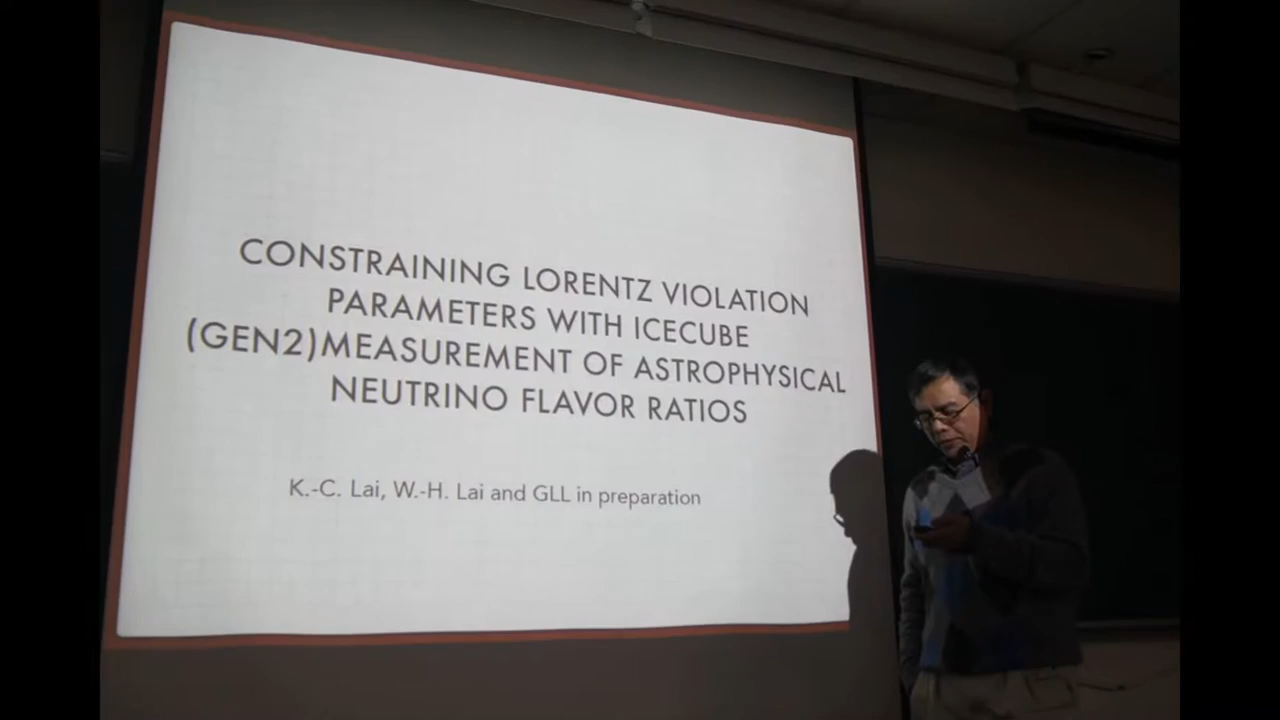 CONSTRAINING LORENTZ VIOLATION
PARAMETERS WITH ICECUBE
(GEN2)MEASUREMENT OF ASTROPHYSICAL
NEUTRINO FLAVOR RATIOS
K.-C. Lai, W.-H. Lai and GLL in preparation